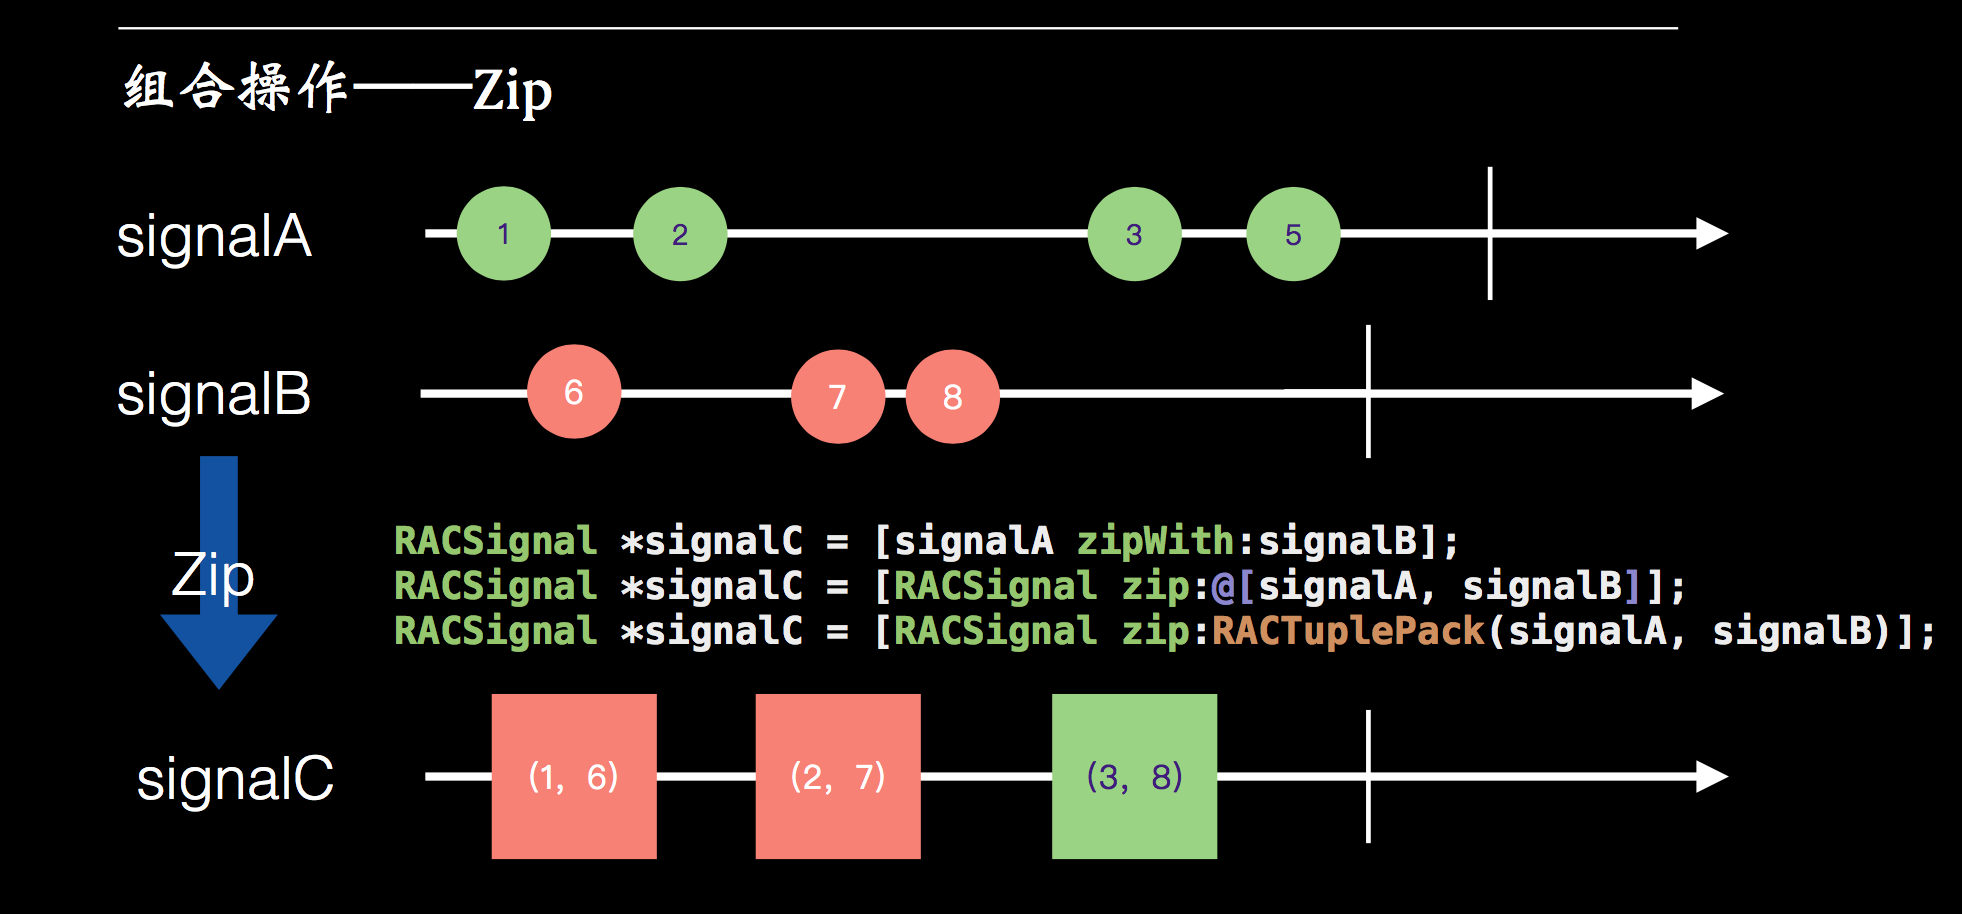 组合操作——Zip
signalA
1 2 3 5
signalB
6 7 8
Zip
RACSignal *signalC = [signalA zipWith:signalB];
RACSignal *signalC = [RACSignal zip:@[signalA, signalB]];
RACSignal *signalC = [RACSignal zip:RACTuplePack(signalA, signalB)];
signalC
(1, 6) (2, 7) (3, 8)